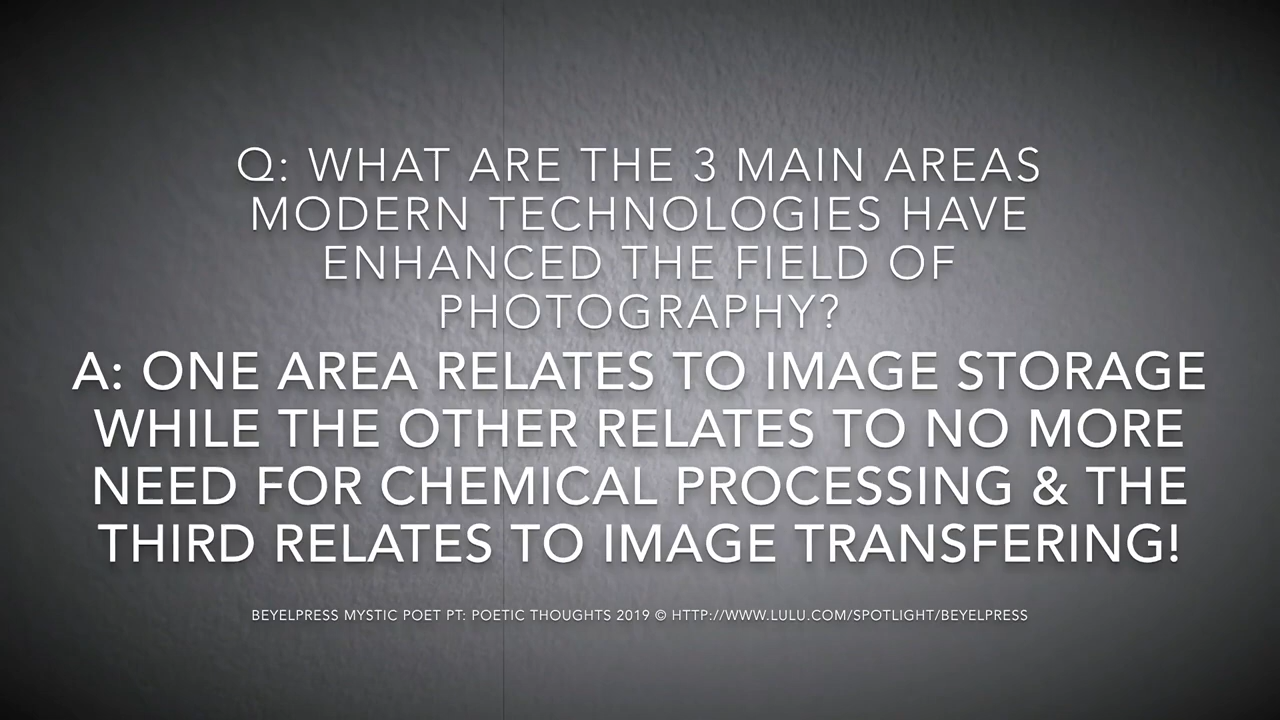 Q: WHAT ARE THE 3 MAIN AREAS
MODERN TECHNOLOGIES HAVE
ENHANCED THE FIELD OF
PHOTOGRAPHY?
A: ONE AREA RELATES TO IMAGE STORAGE
WHILE THE OTHER RELATES TO NO MORE
NEED FOR CHEMICAL PROCESSING & THE
THIRD RELATES TO IMAGE TRANSFERING!
BEYELPRESS MYSTIC POET PT: POETIC THOUGHTS 2019 © HTTP://WWW.LULU.COM/SPOTLIGHT/BEYELPRESS